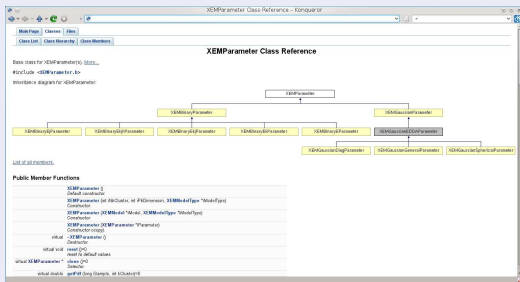 XEMParameter Class Reference - Konqueror
Main Page Classes Files
Class List Class Hierarchy Class Members
XEMParameter Class Reference
Base class for XEMParameter(s). More...
#include <XEMParameter.h>
Inheritance diagram for XEMParameter:
XEMParameter
XEMBinaryParameter XEMGaussianParameter
XEMBinaryEjParameter XEMBinaryEkjhParameter XEMBinaryEkjParameter XEMBinaryEkParameter XEMBinaryEParameter XEMGaussianEDDAParameter
XEMGaussianDiagParameter XEMGaussianGeneralParameter XEMGaussianSphericalParameter
List of all members.
Public Member Functions
XEMParameter ()
Default constructor.
XEMParameter (int iNbCluster, int iPbDimension, XEMModelType *iModelType)
Constructor.
XEMParameter (XEMModel *iModel, XEMModelType *iModelType)
Constructor.
XEMParameter (XEMParameter *iParameter)
Constructor (copy).
virtual ~XEMParameter ()
Destructor.
virtual void reset ()=0
reset to default values
virtual XEMParameter * clone ()=0
Selector.
virtual double getPdf (long iSample, int kCluster)=0